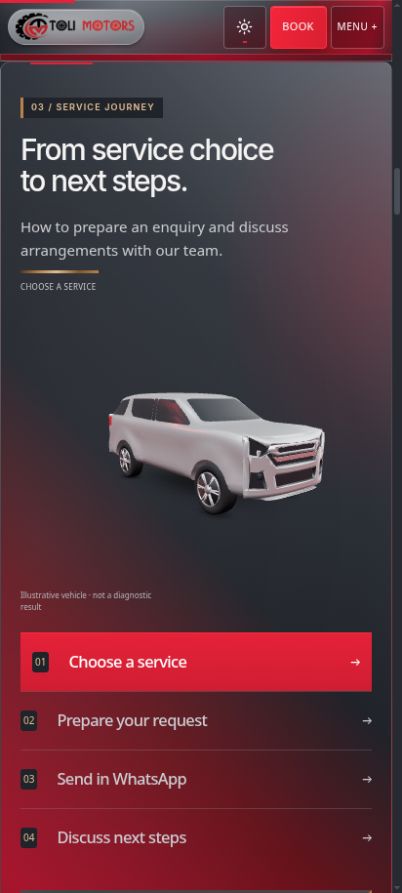 TOLI MOTORS
BOOK
MENU +
03 / SERVICE JOURNEY
From service choice
to next steps.
How to prepare an enquiry and discuss
arrangements with our team.
CHOOSE A SERVICE
Illustrative vehicle · not a diagnostic
result
01 Choose a service →
02 Prepare your request →
03 Send in WhatsApp →
04 Discuss next steps →